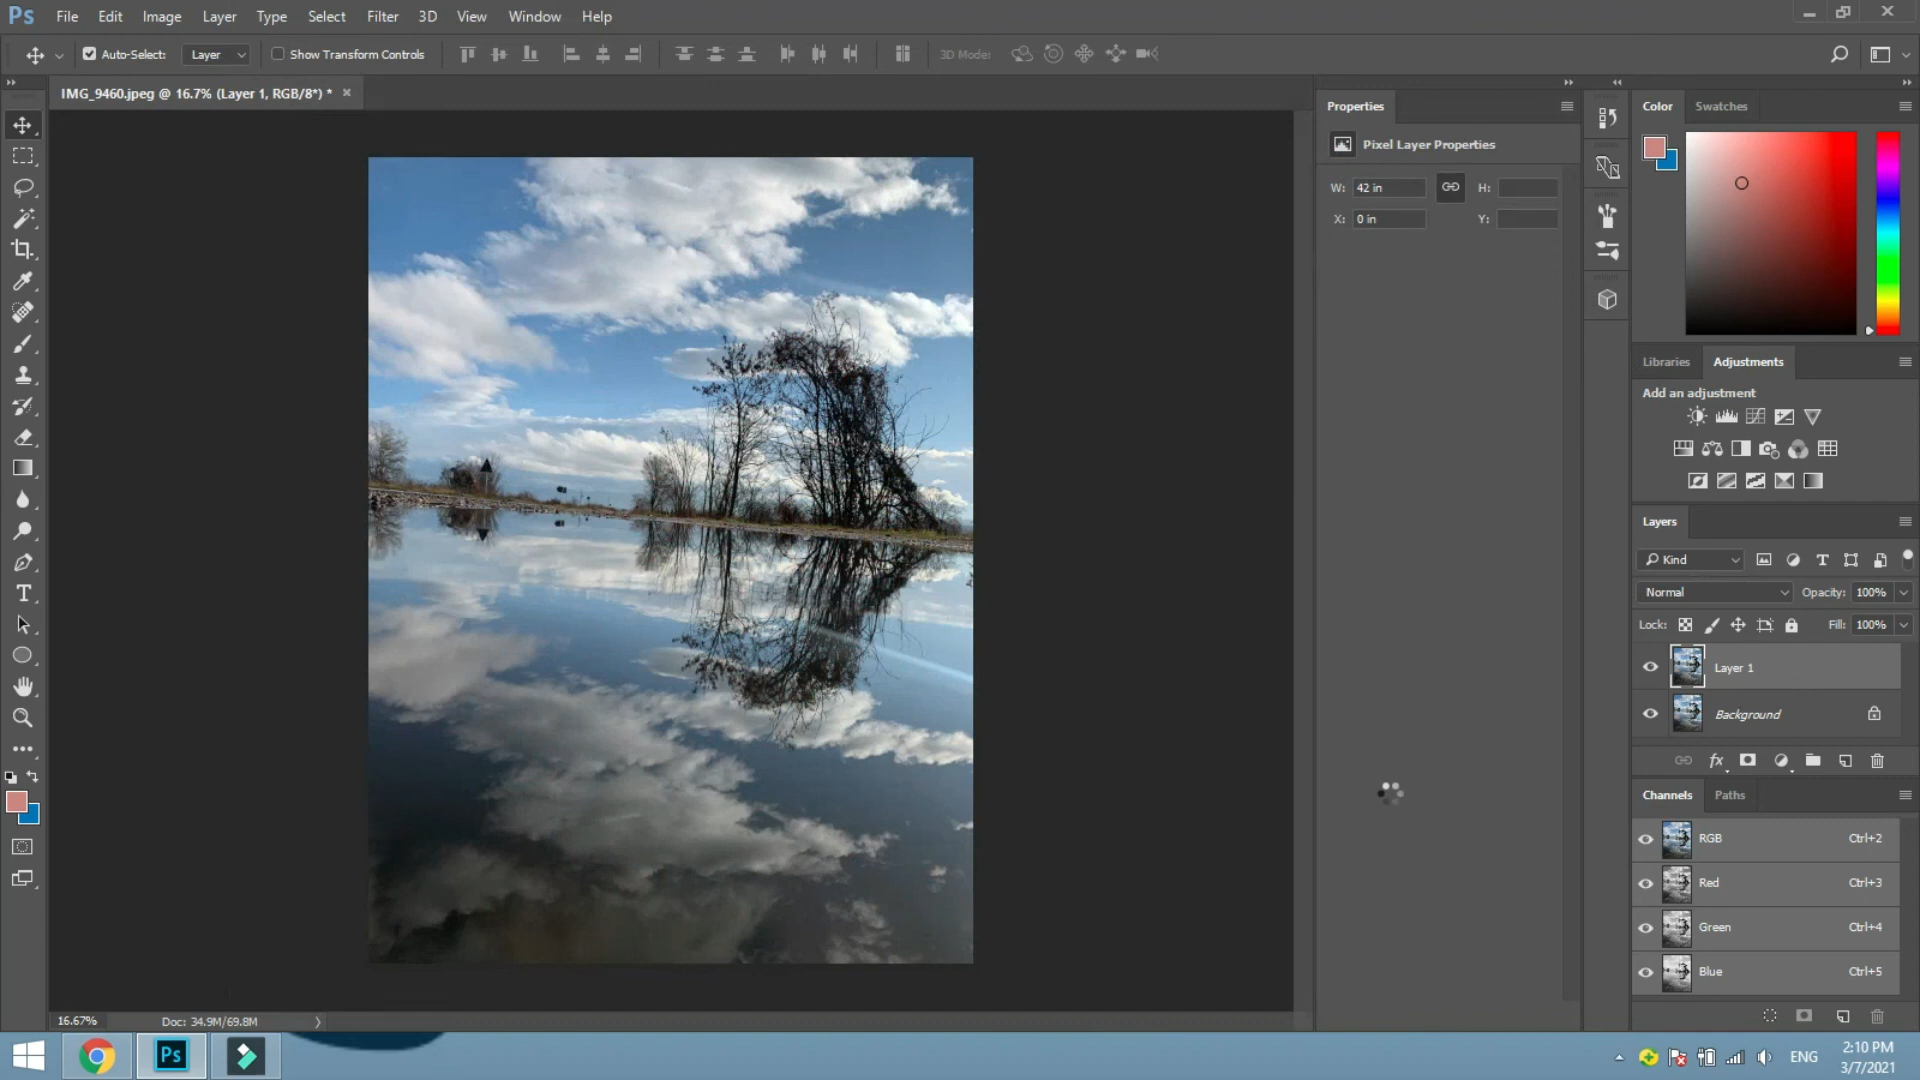 Ps File Edit Image Layer Type Select Filter 3D View Window Help
Auto-Select: Layer Show Transform Controls 3D Mode:
IMG_9460.jpeg @ 16.7% (Layer 1, RGB/8*) * ×
Properties
Pixel Layer Properties
W: 42 in H:
X: 0 in Y:
Color Swatches
Libraries Adjustments
Add an adjustment
Layers
Kind
Normal Opacity: 100%
Lock: Fill: 100%
Layer 1
Background
fx
Channels Paths
RGB Ctrl+2
Red Ctrl+3
Green Ctrl+4
Blue Ctrl+5
16.67% Doc: 34.9M/69.8M
Ps
ENG
2:10 PM
3/7/2021